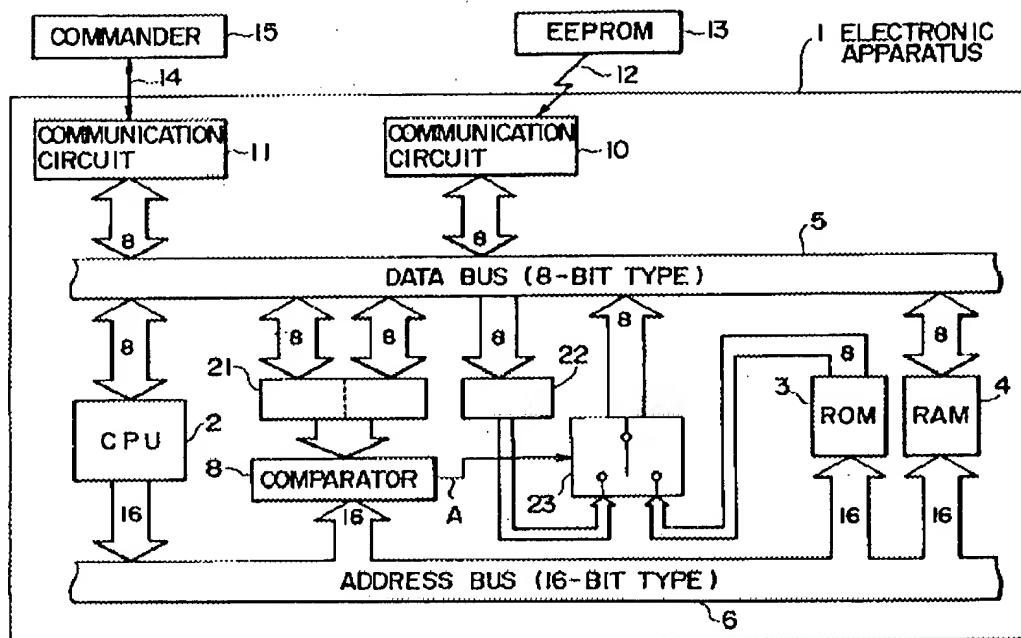 COMMANDER
15
EEPROM
13
1 ELECTRONIC
APPARATUS
14
12
COMMUNICATION
CIRCUIT
11
COMMUNICATION
CIRCUIT
10
8
8
5
DATA BUS (8-BIT TYPE)
8
8
8
8
8
8
8
21
22
3
4
CPU
2
ROM
RAM
8
COMPARATOR
A
23
16
16
16
16
ADDRESS BUS (16-BIT TYPE)
6